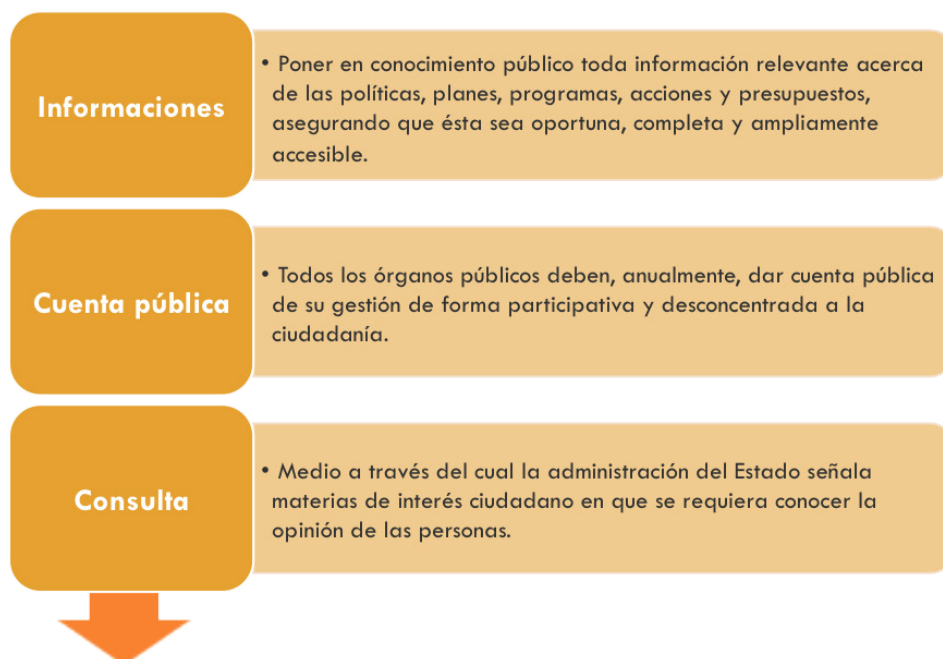 Informaciones
• Poner en conocimiento público toda información relevante acerca
de las políticas, planes, programas, acciones y presupuestos,
asegurando que ésta sea oportuna, completa y ampliamente
accesible.
Cuenta pública
• Todos los órganos públicos deben, anualmente, dar cuenta pública
de su gestión de forma participativa y desconcentrada a la
ciudadanía.
Consulta
• Medio a través del cual la administración del Estado señala
materias de interés ciudadano en que se requiera conocer la
opinión de las personas.